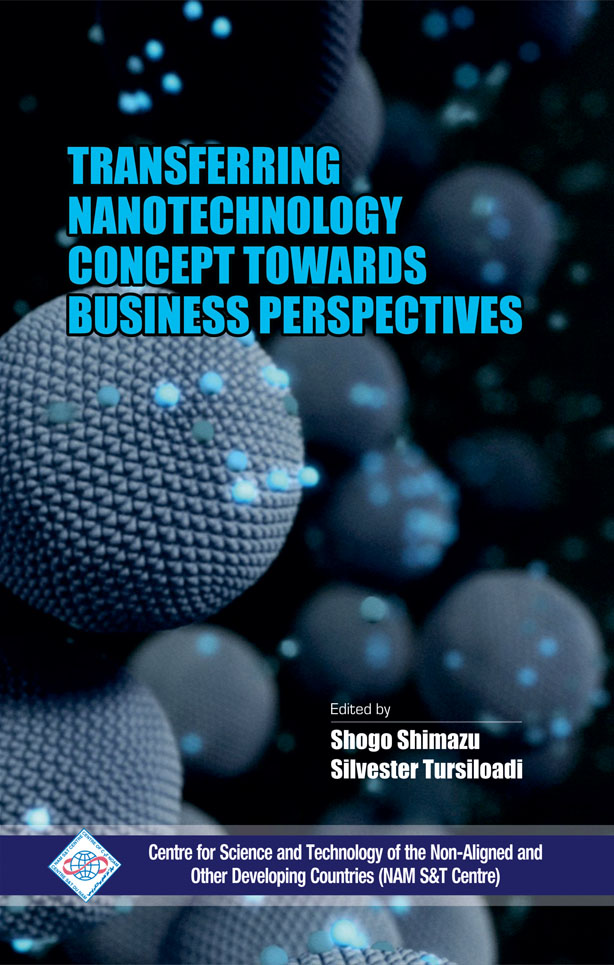 TRANSFERRING
NANOTECHNOLOGY
CONCEPT TOWARDS
BUSINESS PERSPECTIVES
Edited by
Shogo Shimazu
Silvester Tursiloadi
Centre for Science and Technology of the Non-Aligned and
Other Developing Countries (NAM S&T Centre)